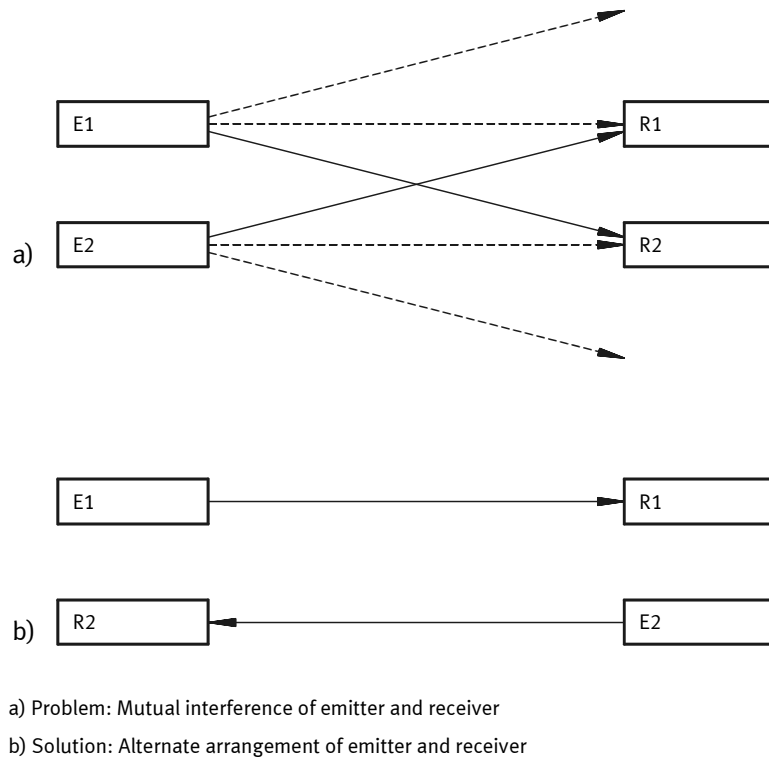 E1
R1
E2
R2
a)
E1
R1
R2
E2
b)
a) Problem: Mutual interference of emitter and receiver
b) Solution: Alternate arrangement of emitter and receiver